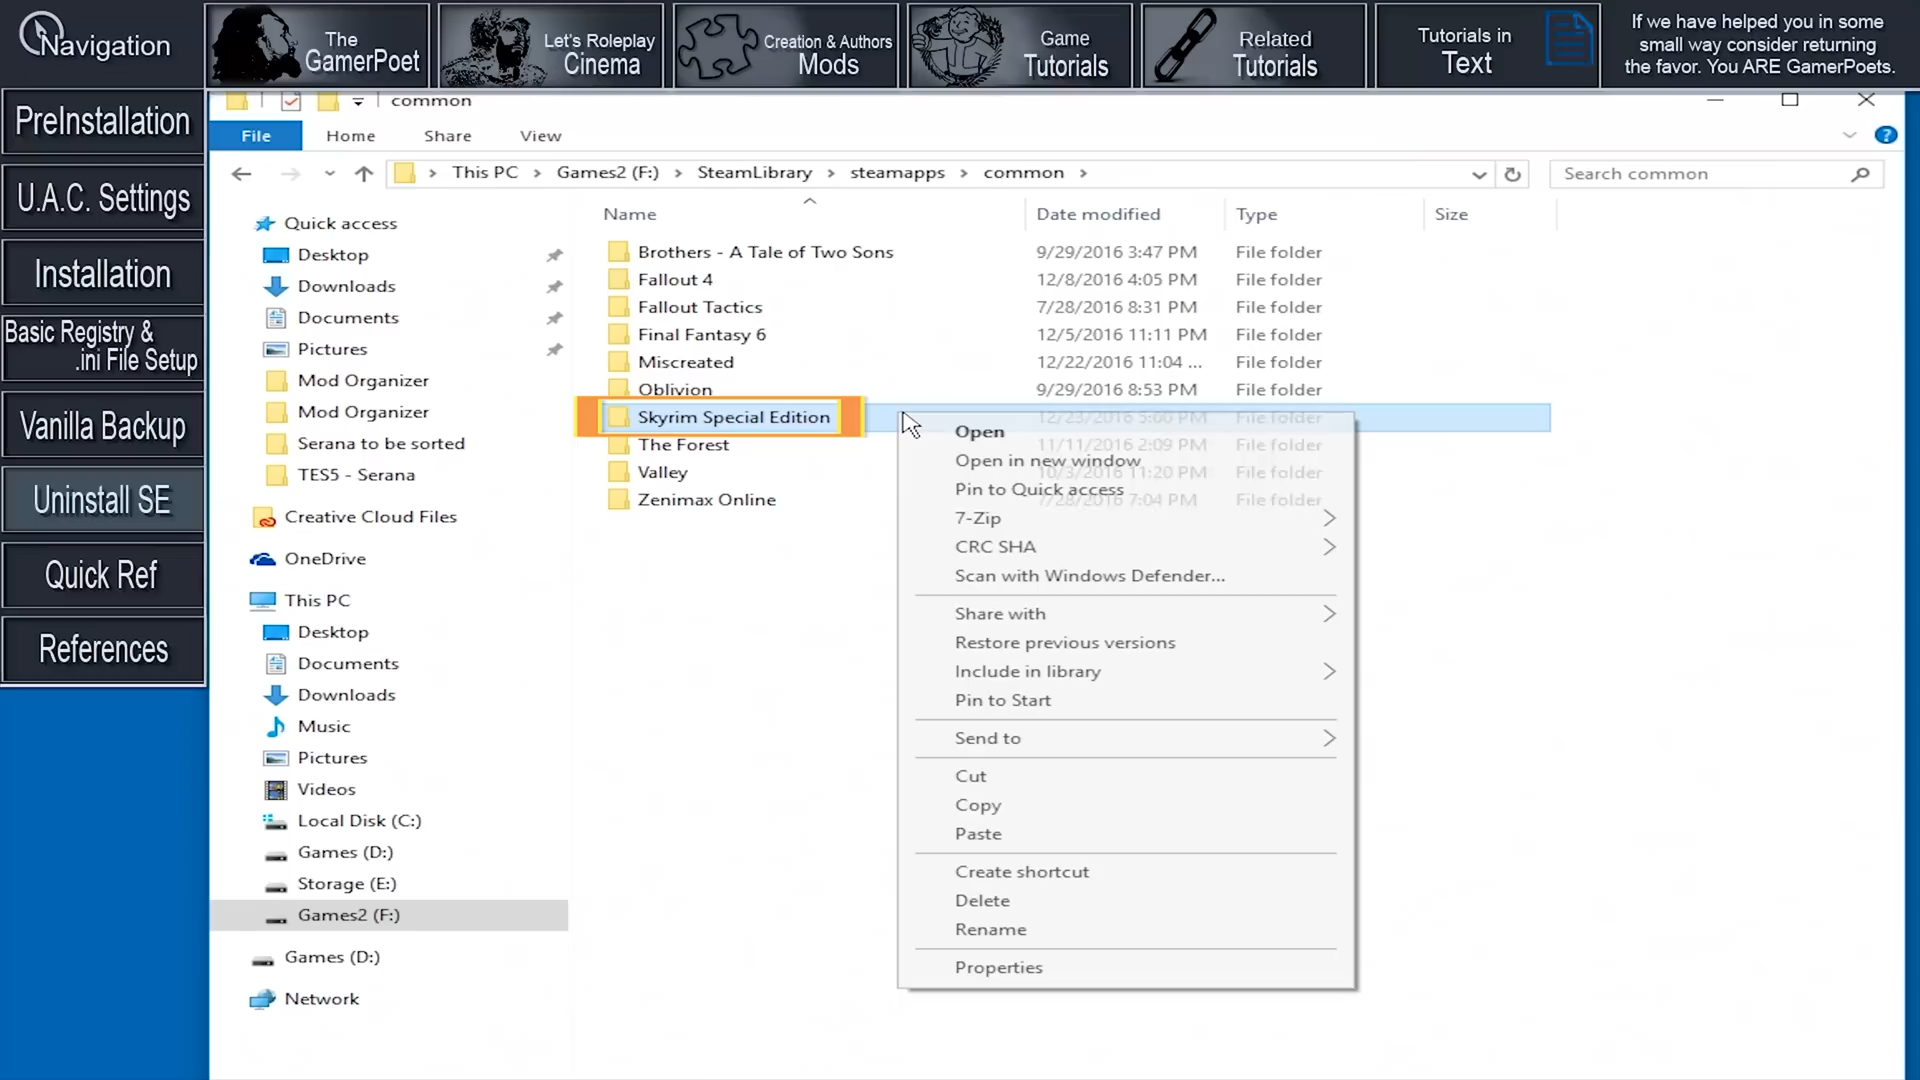 Navigation
The
GamerPoet
Let's Roleplay
Cinema
Creation & Authors
Mods
Game
Tutorials
Related
Tutorials
Tutorials in
Text
If we have helped you in some
small way consider returning
the favor. You ARE GamerPoets.
PreInstallation
U.A.C. Settings
Installation
Basic Registry &
.ini File Setup
Vanilla Backup
Uninstall SE
Quick Ref
References
common
File Home Share View
This PC > Games2 (F:) > SteamLibrary > steamapps > common >
Search common
Quick access
Desktop
Downloads
Documents
Pictures
Mod Organizer
Mod Organizer
Serana to be sorted
TES5 - Serana
Creative Cloud Files
OneDrive
This PC
Desktop
Documents
Downloads
Music
Pictures
Videos
Local Disk (C:)
Games (D:)
Storage (E:)
Games2 (F:)
Games (D:)
Network
Name Date modified Type Size
Brothers - A Tale of Two Sons 9/29/2016 3:47 PM File folder
Fallout 4 12/8/2016 4:05 PM File folder
Fallout Tactics 7/28/2016 8:31 PM File folder
Final Fantasy 6 12/5/2016 11:11 PM File folder
Miscreated 12/22/2016 11:04 ... File folder
Oblivion 9/29/2016 8:53 PM File folder
Skyrim Special Edition 12/23/2016 5:00 PM File folder
The Forest 11/11/2016 2:09 PM File folder
Valley 10/3/2016 11:20 PM File folder
Zenimax Online 7/28/2016 7:04 PM File folder
Open
Open in new window
Pin to Quick access
7-Zip
CRC SHA
Scan with Windows Defender...
Share with
Restore previous versions
Include in library
Pin to Start
Send to
Cut
Copy
Paste
Create shortcut
Delete
Rename
Properties